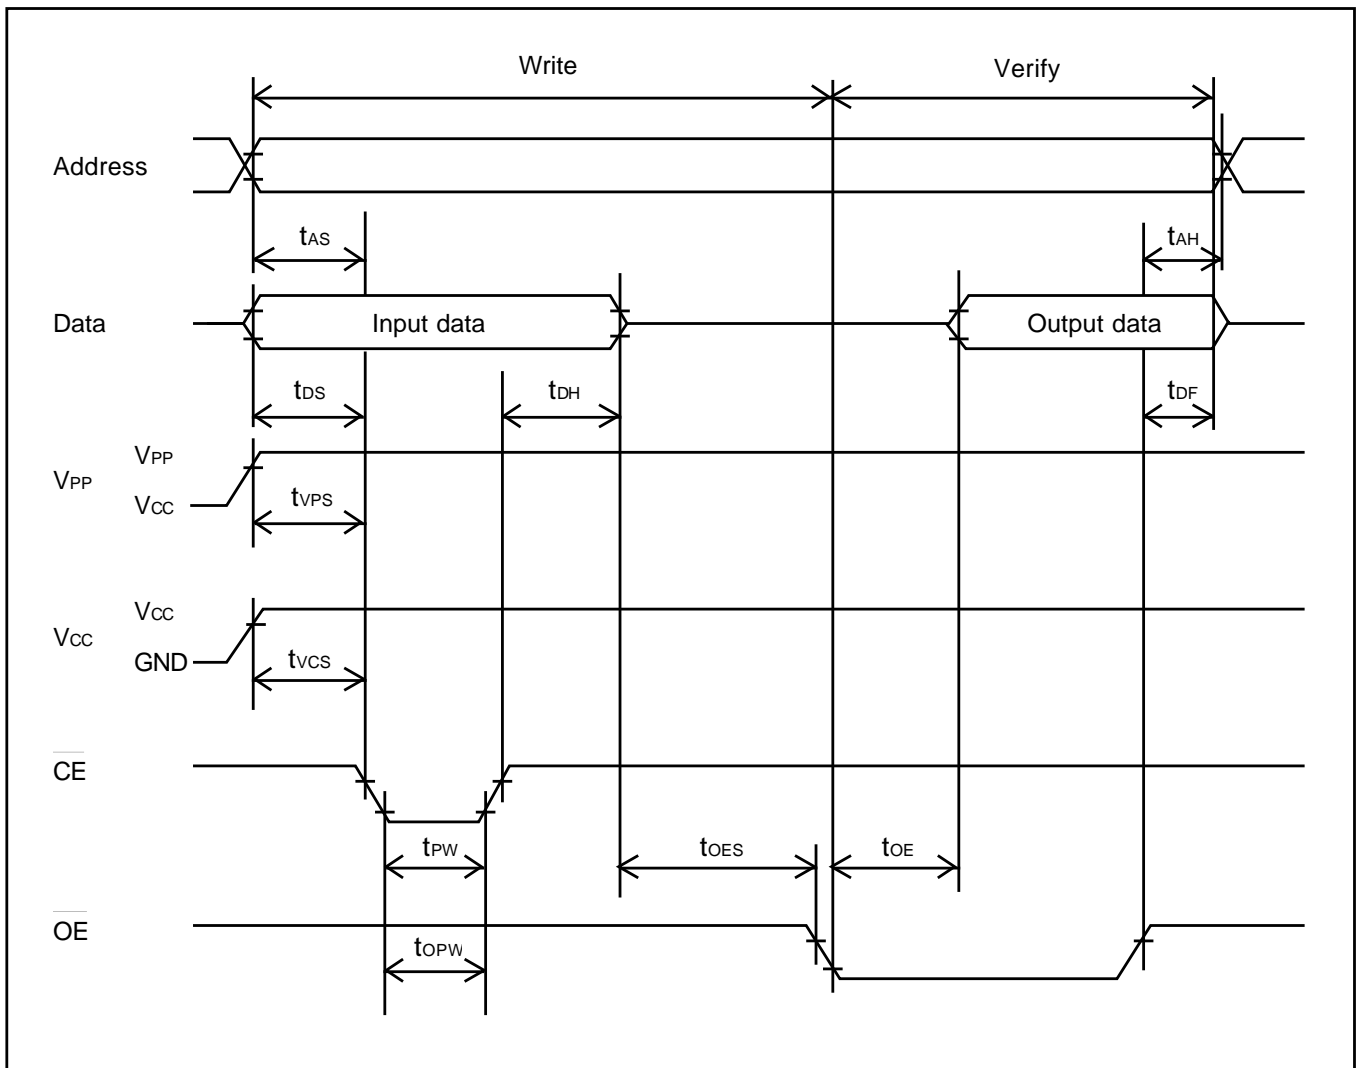 Write
Verify
Address
tAS
tAH
Data
Input data
Output data
tDS
tDH
tDF
VPP
VPP
VCC
tVPS
VCC
VCC
GND
tVCS
CE
tPW
tOES
tOE
OE
tOPW